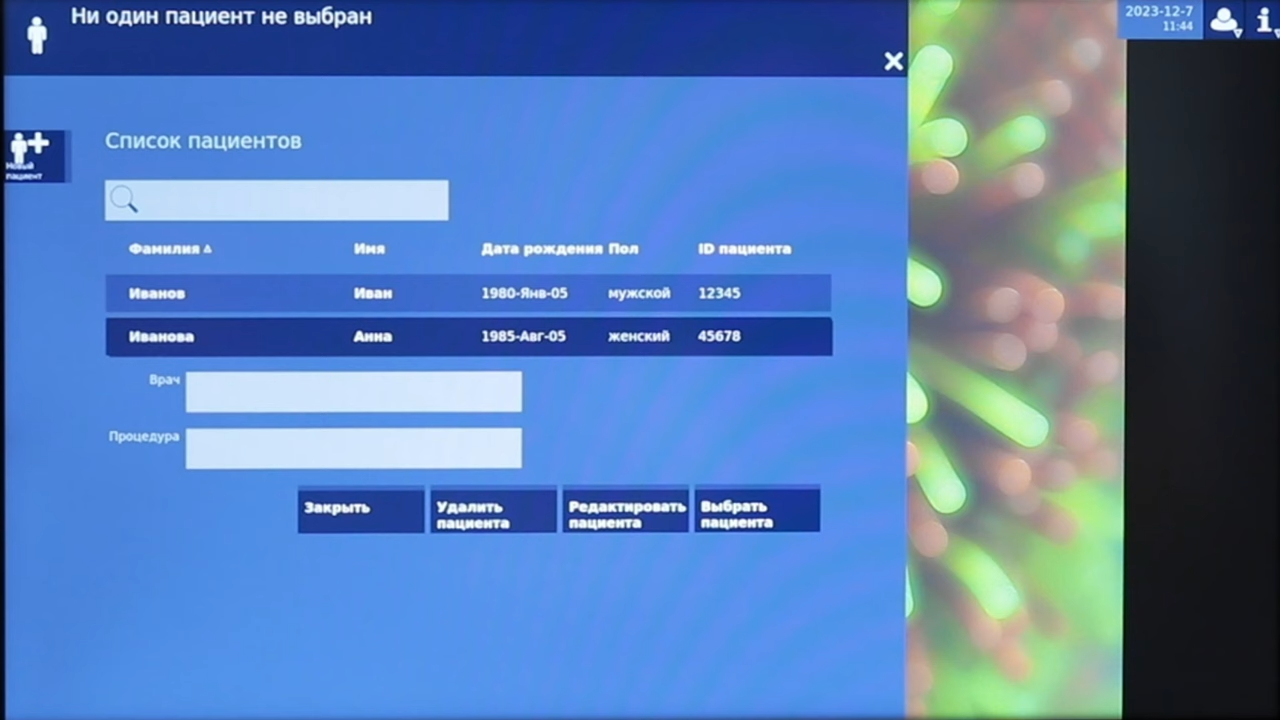 Ни один пациент не выбран
2023-12-7
11:44
Новый
пациент
Список пациентов
Фамилия Имя Дата рождения Пол ID пациента
Иванов Иван 1980-Янв-05 мужской 12345
Иванова Анна 1985-Авг-05 женский 45678
Врач
Процедура
Закрыть
Удалить
пациента
Редактировать
пациента
Выбрать
пациента